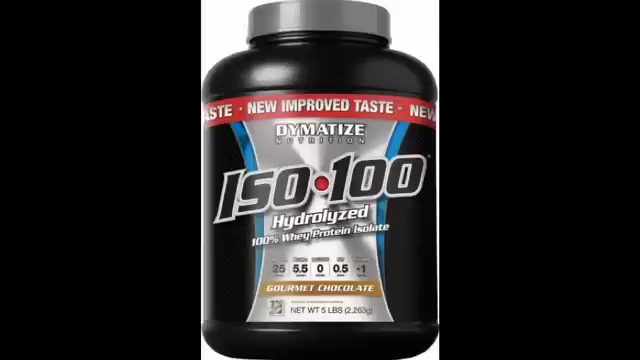 ASTE • NEW IMPROVED TASTE • NEW
DYMATIZE®
NUTRITION
ISO•100
Hydrolyzed
100% Whey Protein Isolate
25 5.5 0 0.5 <1
GOURMET CHOCOLATE
NET WT 5 LBS (2,263g)